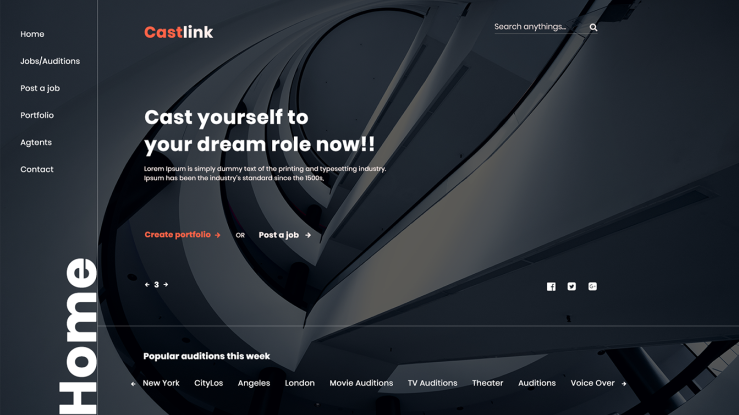 Home
Jobs/Auditions
Post a job
Portfolio
Agtents
Contact
Home
Castlink
Search anythings...
Cast yourself to
your dream role now!!
Lorem Ipsum is simply dummy text of the printing and typesetting industry.
Ipsum has been the industry's standard since the 1500s,
Create portfolio → OR Post a job →
← 3 →
Popular auditions this week
← New York CityLos Angeles London Movie Auditions TV Auditions Theater Auditions Voice Over →